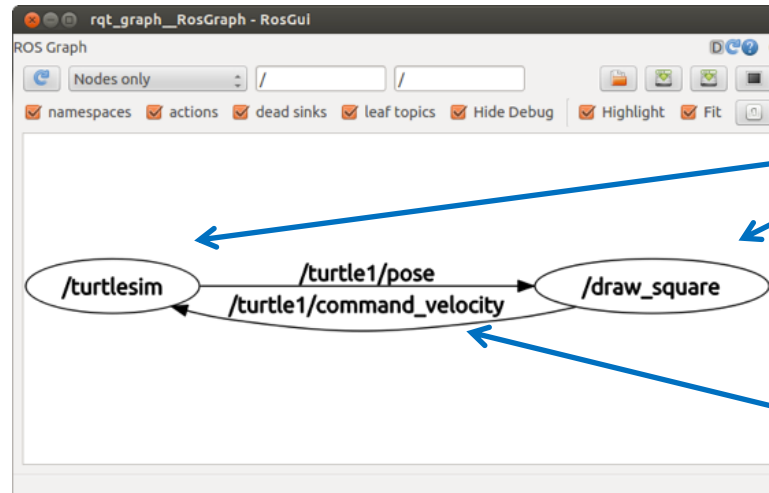 rqt_graph__RosGraph - RosGui
ROS Graph
D
Nodes only / /
namespaces actions dead sinks leaf topics Hide Debug Highlight Fit
/turtle1/pose
/turtlesim /draw_square
/turtle1/command_velocity